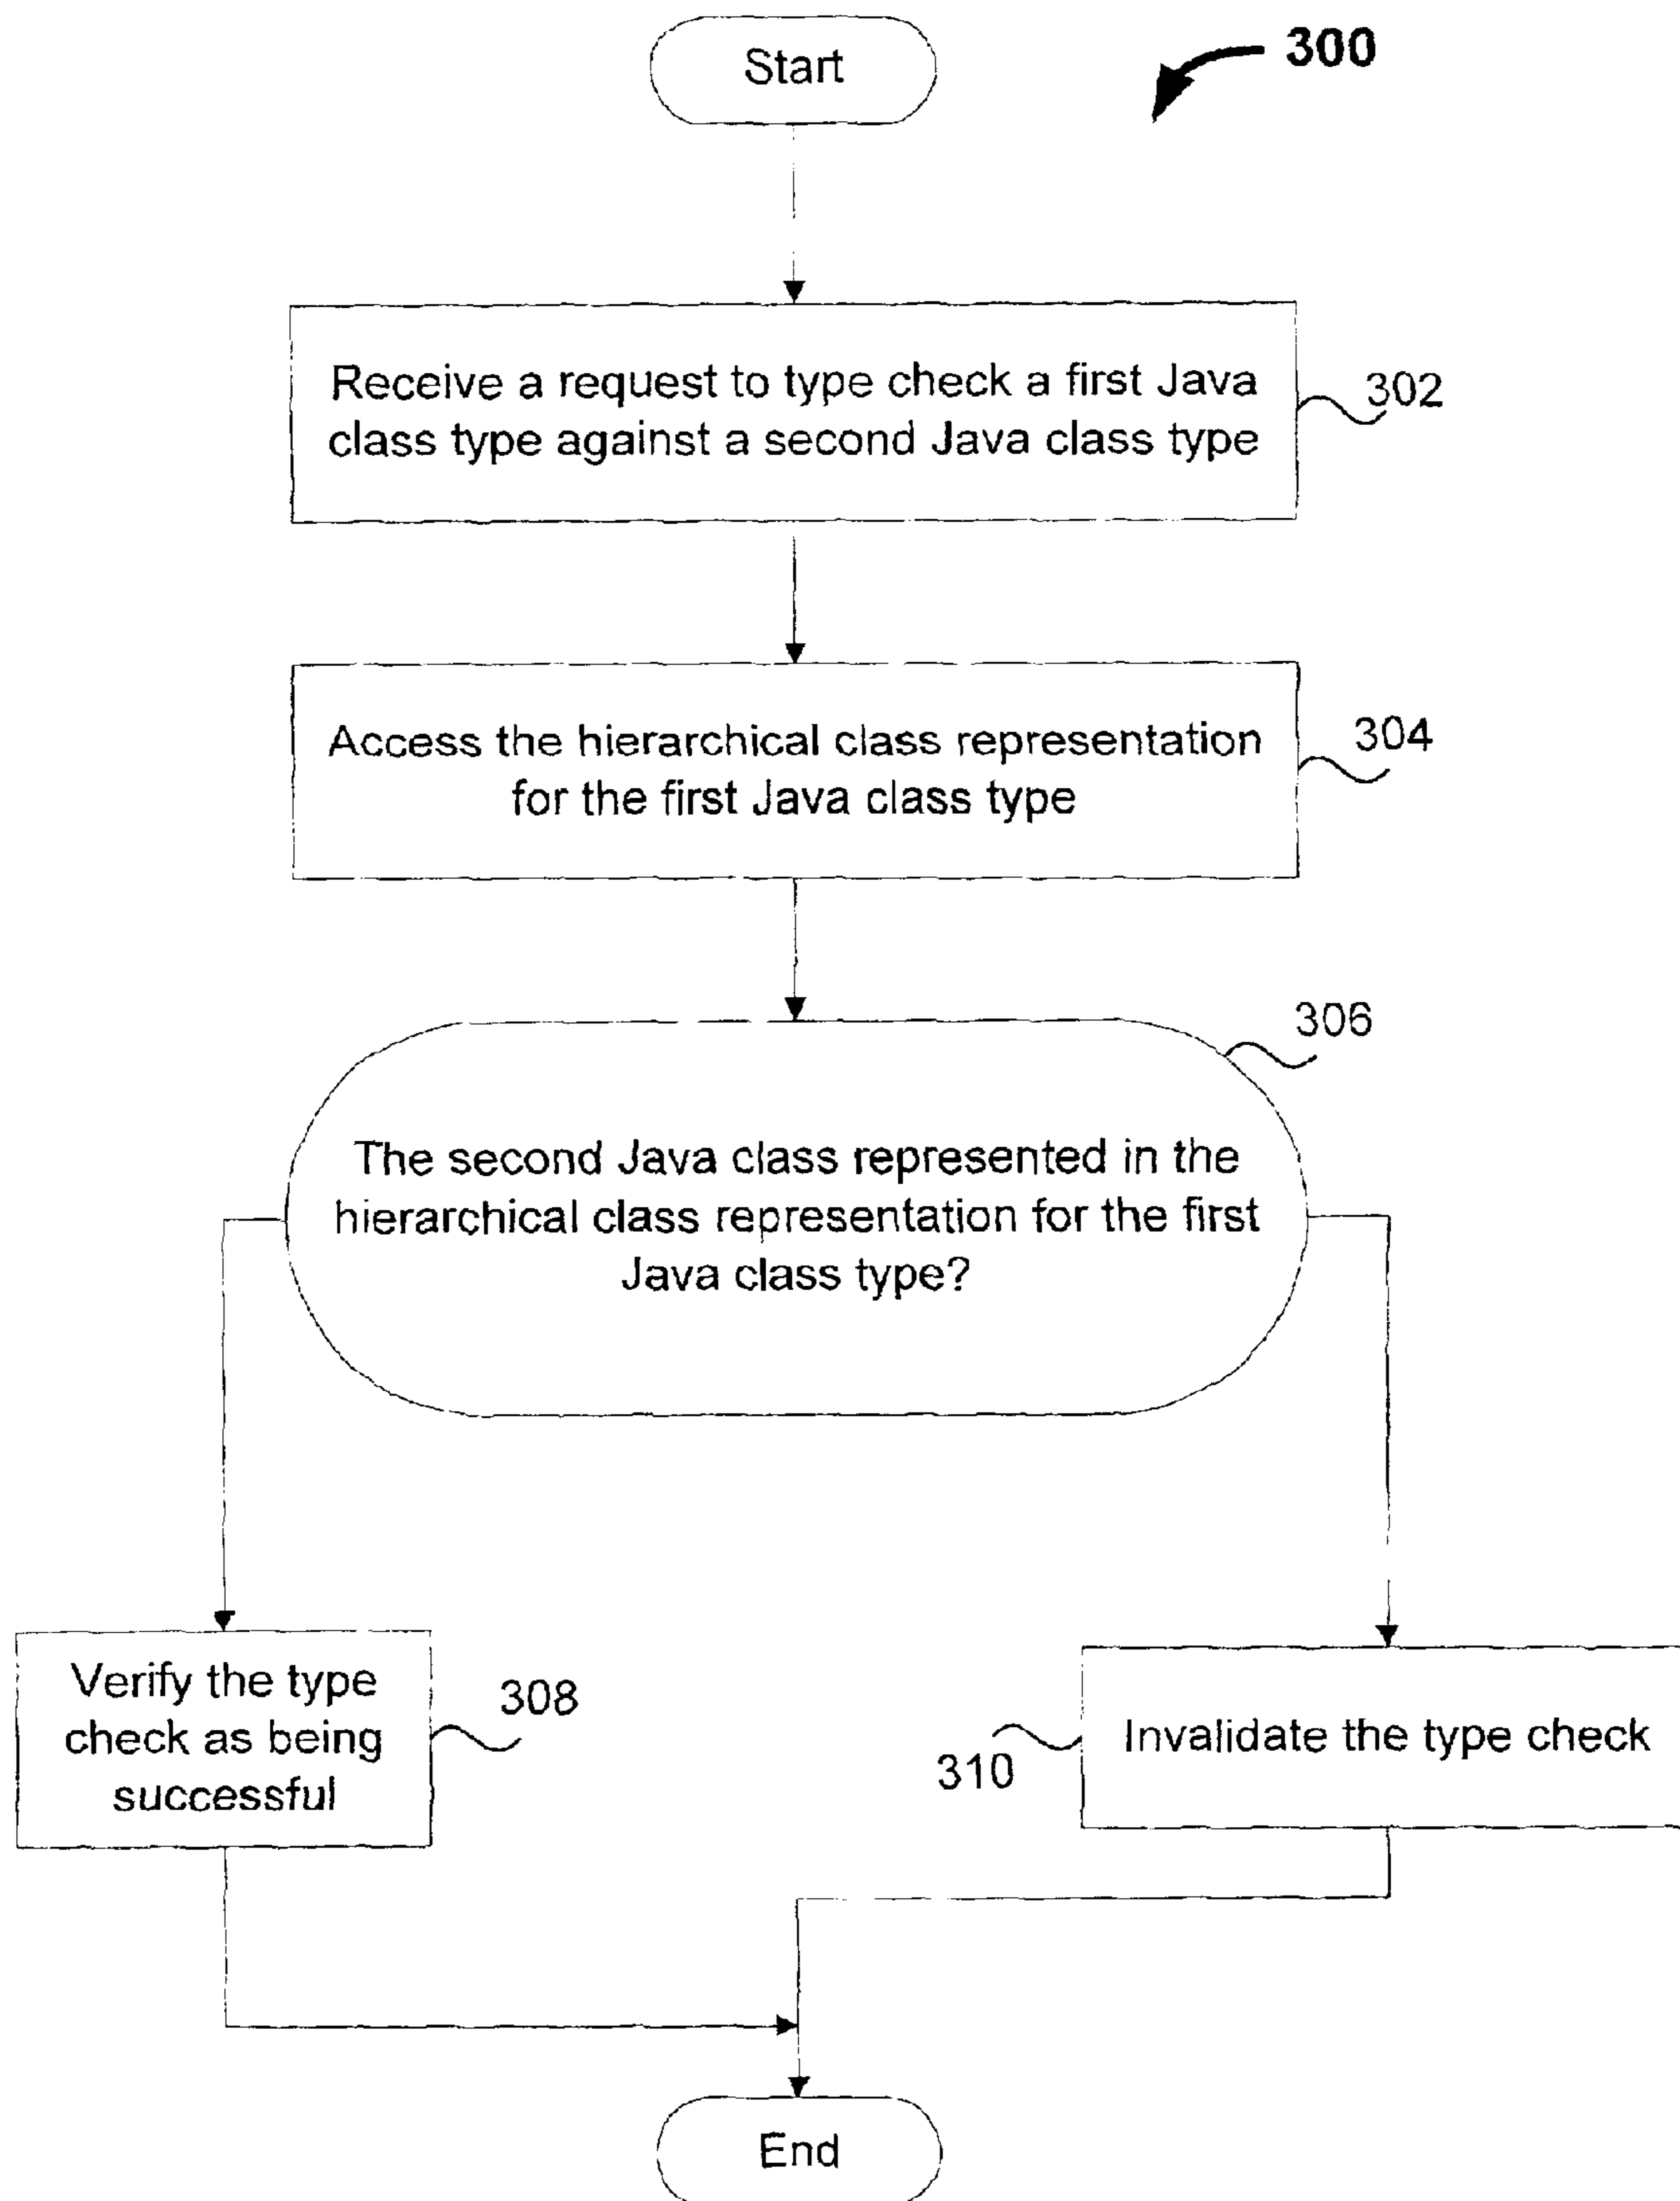 Start
300
Receive a request to type check a first Java
class type against a second Java class type
302
Access the hierarchical class representation
for the first Java class type
304
306
The second Java class represented in the
hierarchical class representation for the first
Java class type?
Verify the type
check as being
successful
308
310
Invalidate the type check
End